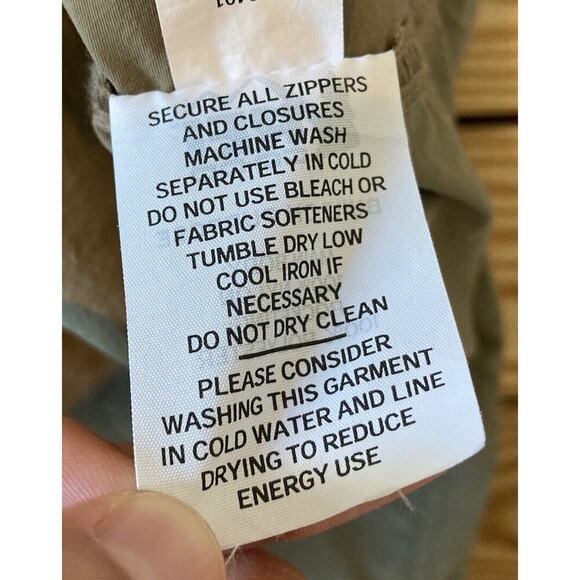 SECURE ALL ZIPPERS
AND CLOSURES
MACHINE WASH
SEPARATELY IN COLD
DO NOT USE BLEACH OR
FABRIC SOFTENERS
TUMBLE DRY LOW
COOL IRON IF
NECESSARY
DO NOT DRY CLEAN
PLEASE CONSIDER
WASHING THIS GARMENT
IN COLD WATER AND LINE
DRYING TO REDUCE
ENERGY USE